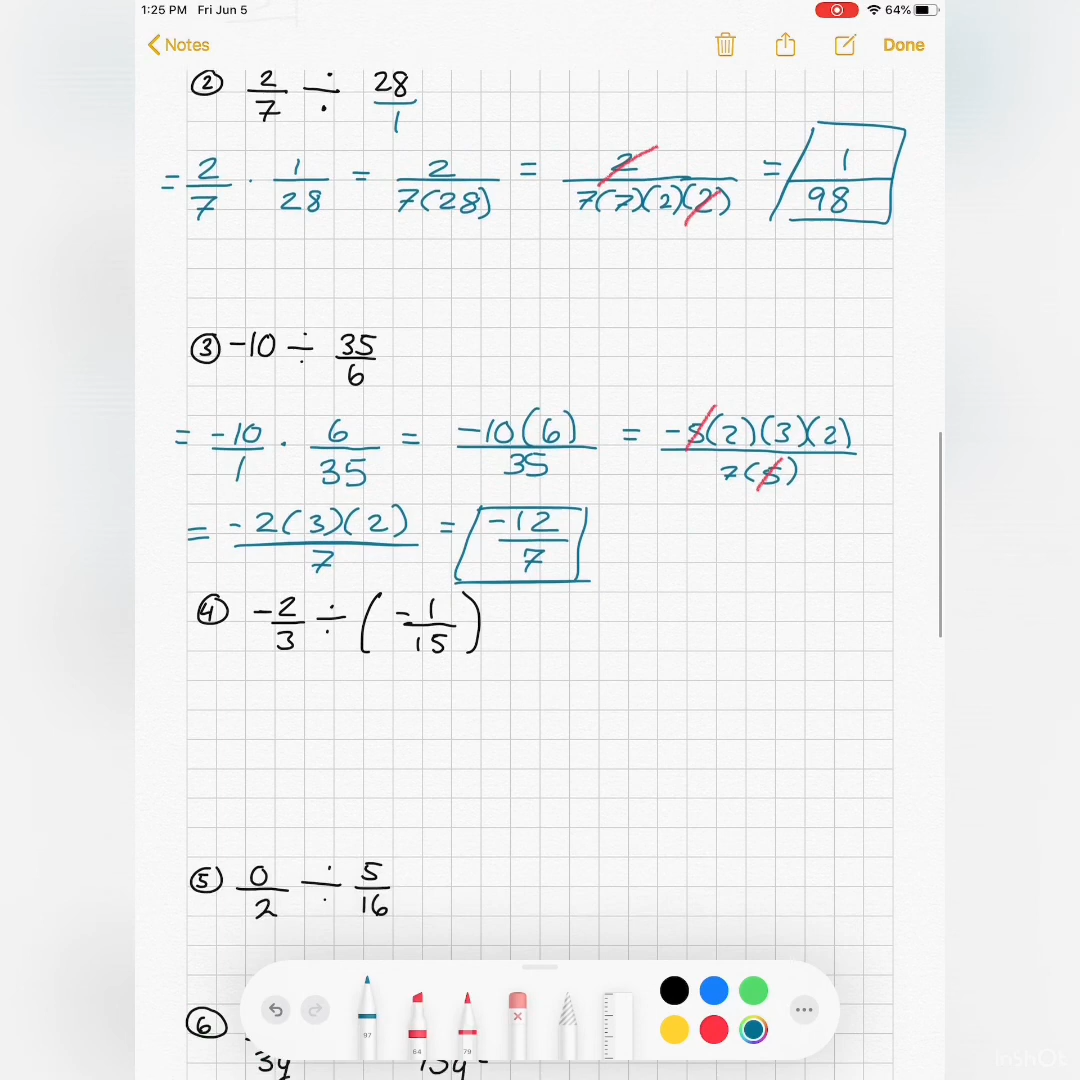 1:25 PM Fri Jun 5 64%
Notes Done
② 2/7 ÷ 28/1
= 2/7 · 1/28 = 2/7(28) = 2/7(7)(2)(2) = 1/98
③ -10 ÷ 35/6
= -10/1 · 6/35 = -10(6)/35 = -5(2)(3)(2)/7(5)
= -2(3)(2)/7 = -12/7
④ -2/3 ÷ (-1/15)
⑤ 0/2 ÷ 5/16
⑥
97 64 79
InShOt